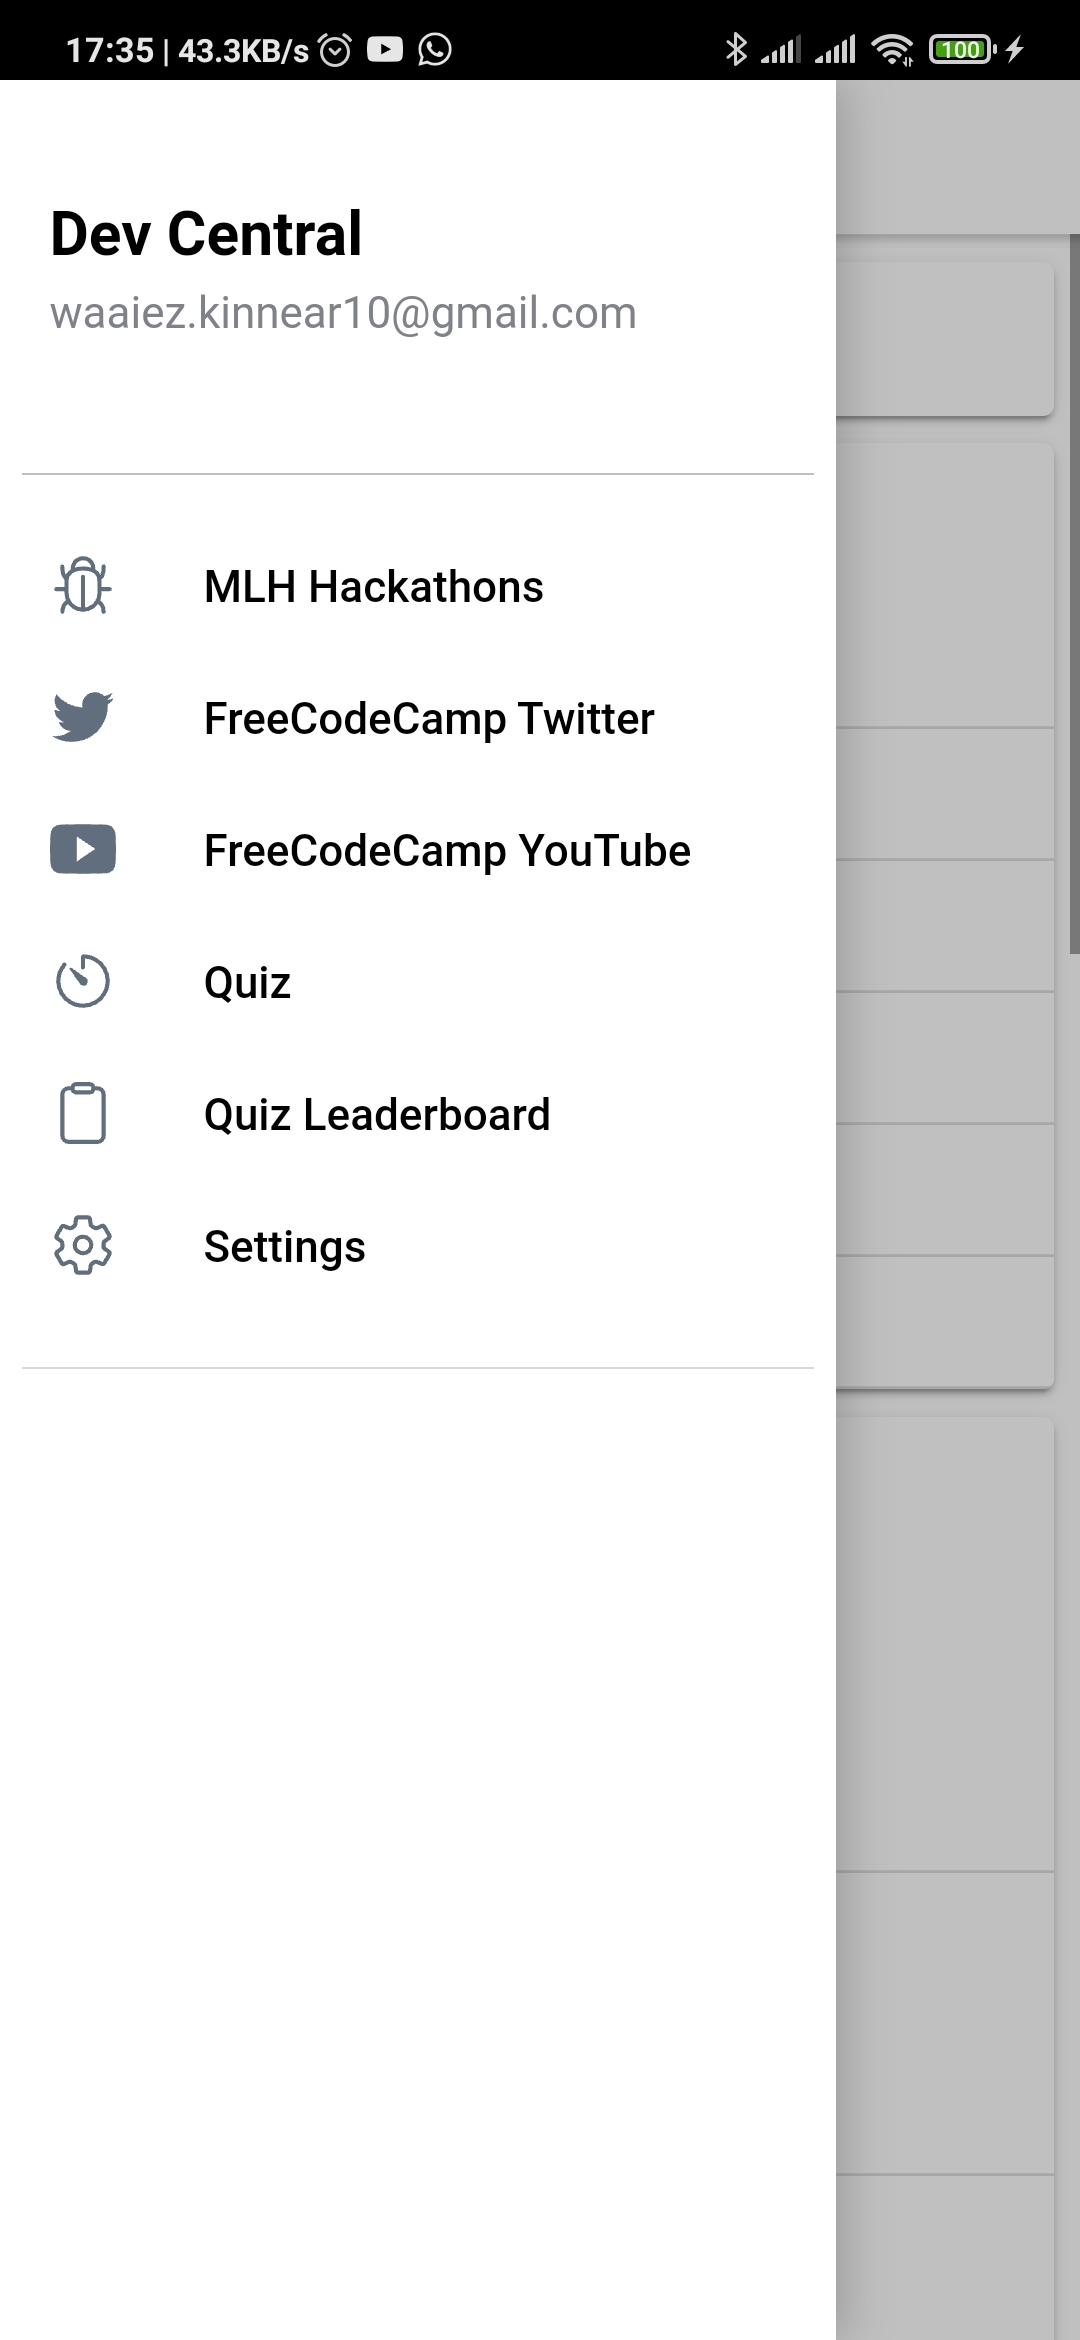 17:35 | 43.3KB/s 100
Dev Central
waaiez.kinnear10@gmail.com
MLH Hackathons
FreeCodeCamp Twitter
FreeCodeCamp YouTube
Quiz
Quiz Leaderboard
Settings